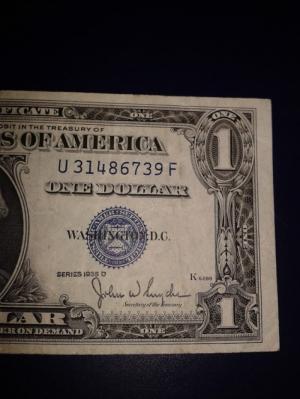 FICATE ONE
OSIT IN THE TREASURY OF
S OF AMERICA 1
U 31486739 F
ONE DOLLAR
WASHINGTON, D.C.
SERIES 1935 D K
John W Snyder
Secretary of the Treasury
LAR
ER ON DEMAND ONE 1